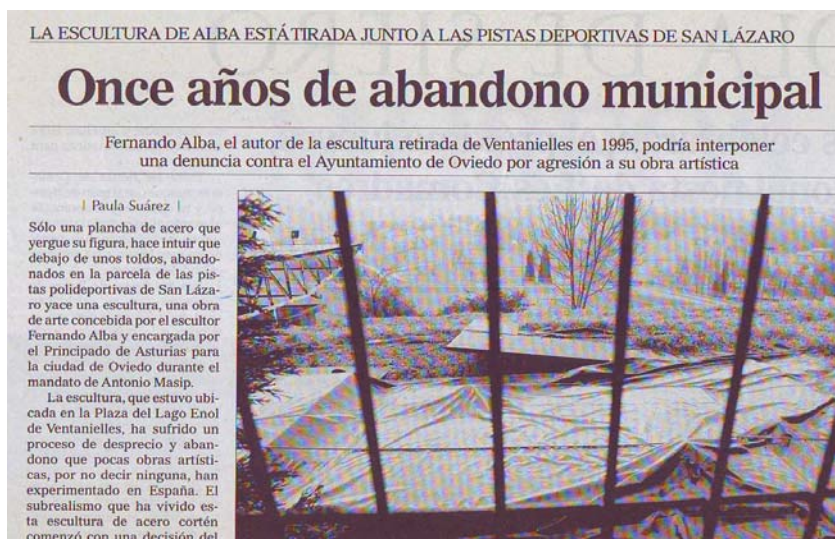 LA ESCULTURA DE ALBA ESTÁ TIRADA JUNTO A LAS PISTAS DEPORTIVAS DE SAN LÁZARO
Once años de abandono municipal
Fernando Alba, el autor de la escultura retirada de Ventanielles en 1995, podría interponer
una denuncia contra el Ayuntamiento de Oviedo por agresión a su obra artística
Paula Suárez
Sólo una plancha de acero que
yergue su figura, hace intuir que
debajo de unos toldos, abando-
nados en la parcela de las pis-
tas polideportivas de San Láza-
ro yace una escultura, una obra
de arte concebida por el escultor
Fernando Alba y encargada por
el Principado de Asturias para
la ciudad de Oviedo durante el
mandato de Antonio Masip.
La escultura, que estuvo ubi-
cada en la Plaza del Lago Enol
de Ventanielles, ha sufrido un
proceso de desprecio y aban-
dono que pocas obras artísti-
cas, por no decir ninguna, han
experimentado en España. El
subrealismo que ha vivido es-
ta escultura de acero cortén
comenzó con una decisión del